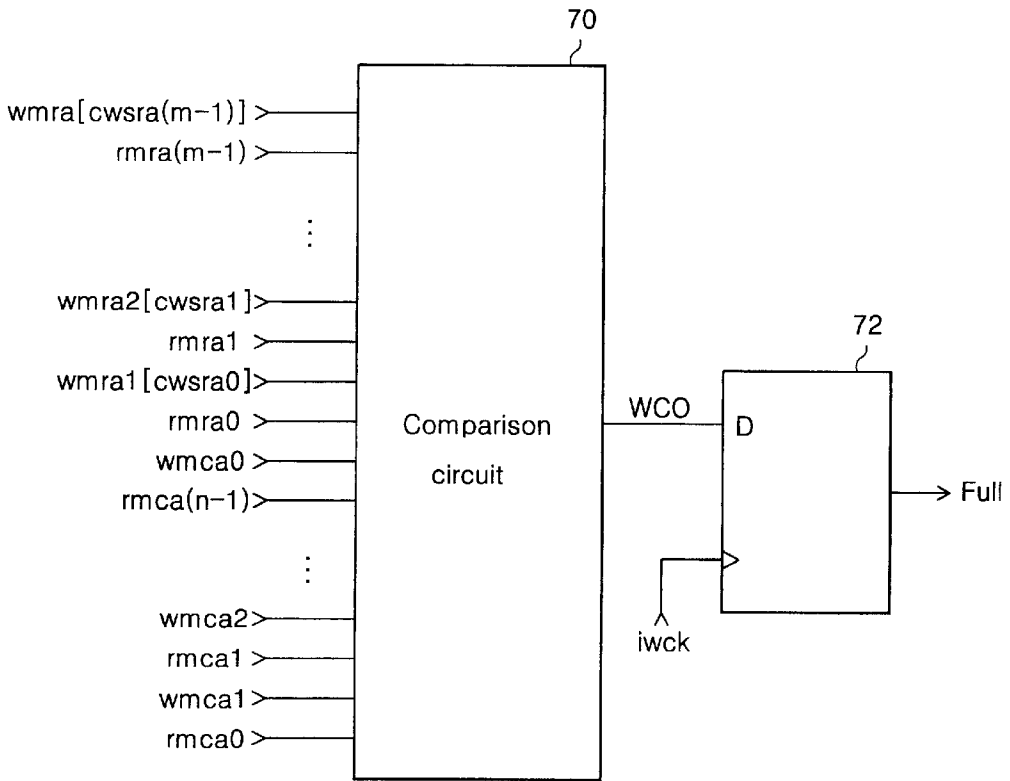 70
wmra[cwsra(m-1)]
rmra(m-1)
⋮
wmra2[cwsra1]
rmra1
wmra1[cwsra0]
rmra0
wmca0
rmca(n-1)
⋮
wmca2
rmca1
wmca1
rmca0
Comparison
circuit
WCO
72
D
iwck
Full